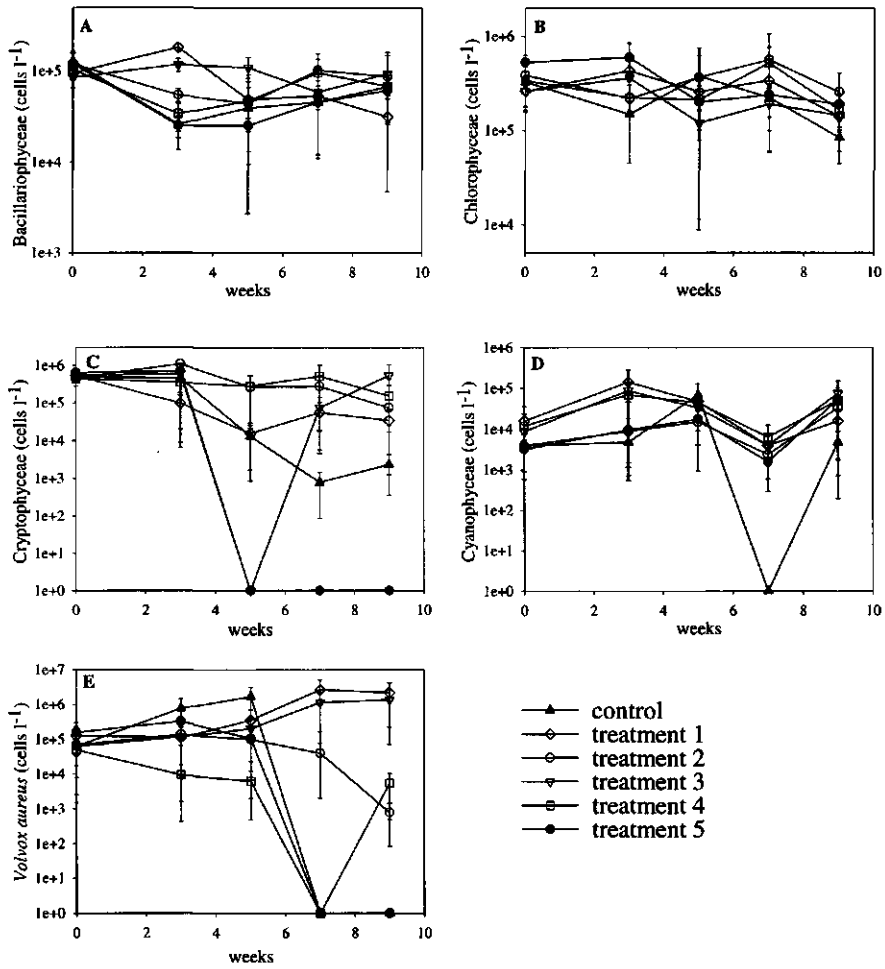 A
Bacillariophyceae (cells l⁻¹)
1e+5
1e+4
1e+3
0 2 4 6 8 10
weeks
B
Chlorophyceae (cells l⁻¹)
1e+6
1e+5
1e+4
0 2 4 6 8 10
weeks
C
Cryptophyceae (cells l⁻¹)
1e+6
1e+5
1e+4
1e+3
1e+2
1e+1
1e+0
0 2 4 6 8 10
weeks
D
Cyanophyceae (cells l⁻¹)
1e+6
1e+5
1e+4
1e+3
1e+2
1e+1
1e+0
0 2 4 6 8 10
weeks
E
Volvox aureus (cells l⁻¹)
1e+7
1e+6
1e+5
1e+4
1e+3
1e+2
1e+1
1e+0
0 2 4 6 8 10
weeks
control
treatment 1
treatment 2
treatment 3
treatment 4
treatment 5